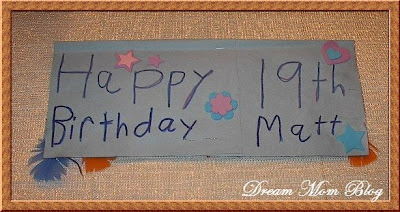 Happy 19th
Birthday Matt
Dream Mom Blog